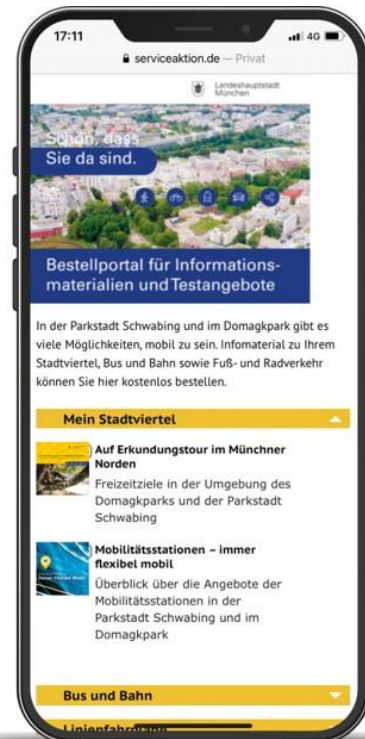 17:11
4G
serviceaktion.de — Privat
Landeshauptstadt
München
Schön, dass
Sie da sind.
Bestellportal für Informations-
materialien und Testangebote
In der Parkstadt Schwabing und im Domagkpark gibt es
viele Möglichkeiten, mobil zu sein. Infomaterial zu Ihrem
Stadtviertel, Bus und Bahn sowie Fuß- und Radverkehr
können Sie hier kostenlos bestellen.
Mein Stadtviertel
Auf Erkundungstour im Münchner
Norden
Freizeitziele in der Umgebung des
Domagkparks und der Parkstadt
Schwabing
Mobilitätsstationen – immer
flexibel mobil
Überblick über die Angebote der
Mobilitätsstationen in der
Parkstadt Schwabing und im
Domagkpark
Bus und Bahn
Linienfahrpläne